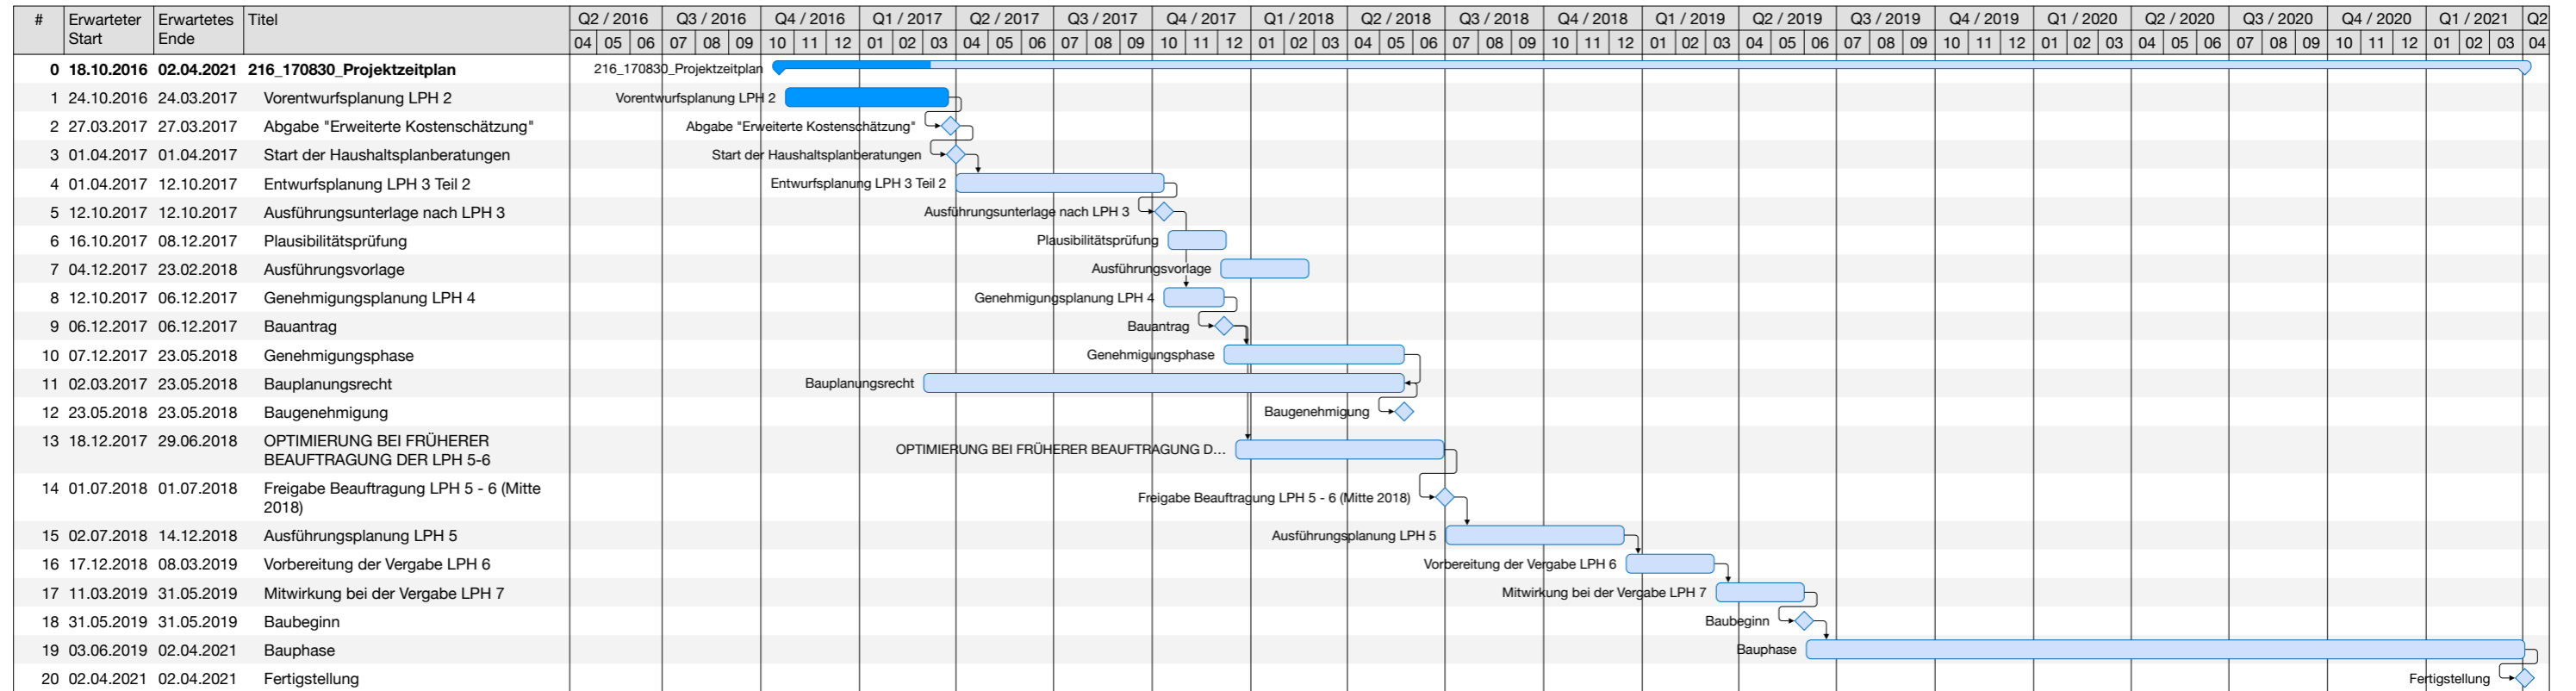 # Erwarteter Start Erwartetes Ende Titel
Q2 / 2016 Q3 / 2016 Q4 / 2016 Q1 / 2017 Q2 / 2017 Q3 / 2017 Q4 / 2017 Q1 / 2018 Q2 / 2018 Q3 / 2018 Q4 / 2018 Q1 / 2019 Q2 / 2019 Q3 / 2019 Q4 / 2019 Q1 / 2020 Q2 / 2020 Q3 / 2020 Q4 / 2020 Q1 / 2021 Q2
04 05 06 07 08 09 10 11 12 01 02 03 04 05 06 07 08 09 10 11 12 01 02 03 04 05 06 07 08 09 10 11 12 01 02 03 04 05 06 07 08 09 10 11 12 01 02 03 04 05 06 07 08 09 10 11 12 01 02 03 04
0 18.10.2016 02.04.2021 216_170830_Projektzeitplan 216_170830_Projektzeitplan
1 24.10.2016 24.03.2017 Vorentwurfsplanung LPH 2 Vorentwurfsplanung LPH 2
2 27.03.2017 27.03.2017 Abgabe "Erweiterte Kostenschätzung" Abgabe "Erweiterte Kostenschätzung"
3 01.04.2017 01.04.2017 Start der Haushaltsplanberatungen Start der Haushaltsplanberatungen
4 01.04.2017 12.10.2017 Entwurfsplanung LPH 3 Teil 2 Entwurfsplanung LPH 3 Teil 2
5 12.10.2017 12.10.2017 Ausführungsunterlage nach LPH 3 Ausführungsunterlage nach LPH 3
6 16.10.2017 08.12.2017 Plausibilitätsprüfung Plausibilitätsprüfung
7 04.12.2017 23.02.2018 Ausführungsvorlage Ausführungsvorlage
8 12.10.2017 06.12.2017 Genehmigungsplanung LPH 4 Genehmigungsplanung LPH 4
9 06.12.2017 06.12.2017 Bauantrag Bauantrag
10 07.12.2017 23.05.2018 Genehmigungsphase Genehmigungsphase
11 02.03.2017 23.05.2018 Bauplanungsrecht Bauplanungsrecht
12 23.05.2018 23.05.2018 Baugenehmigung Baugenehmigung
13 18.12.2017 29.06.2018 OPTIMIERUNG BEI FRÜHERER
BEAUFTRAGUNG DER LPH 5-6
OPTIMIERUNG BEI FRÜHERER BEAUFTRAGUNG D...
14 01.07.2018 01.07.2018 Freigabe Beauftragung LPH 5 - 6 (Mitte
2018)
Freigabe Beauftragung LPH 5 - 6 (Mitte 2018)
15 02.07.2018 14.12.2018 Ausführungsplanung LPH 5 Ausführungsplanung LPH 5
16 17.12.2018 08.03.2019 Vorbereitung der Vergabe LPH 6 Vorbereitung der Vergabe LPH 6
17 11.03.2019 31.05.2019 Mitwirkung bei der Vergabe LPH 7 Mitwirkung bei der Vergabe LPH 7
18 31.05.2019 31.05.2019 Baubeginn Baubeginn
19 03.06.2019 02.04.2021 Bauphase Bauphase
20 02.04.2021 02.04.2021 Fertigstellung Fertigstellung